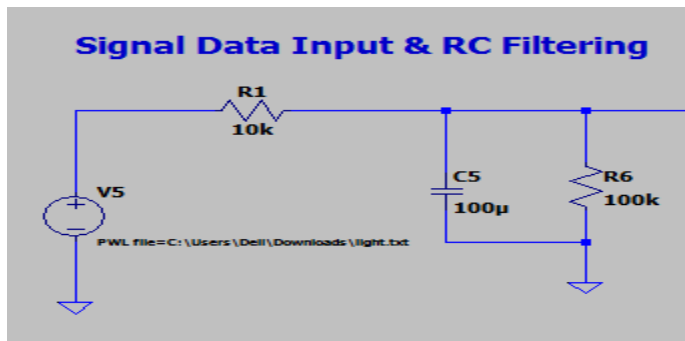 Signal Data Input & RC Filtering
R1
10k
V5
PWL file=C:\Users\Dell\Downloads\light.txt
C5
100µ
R6
100k